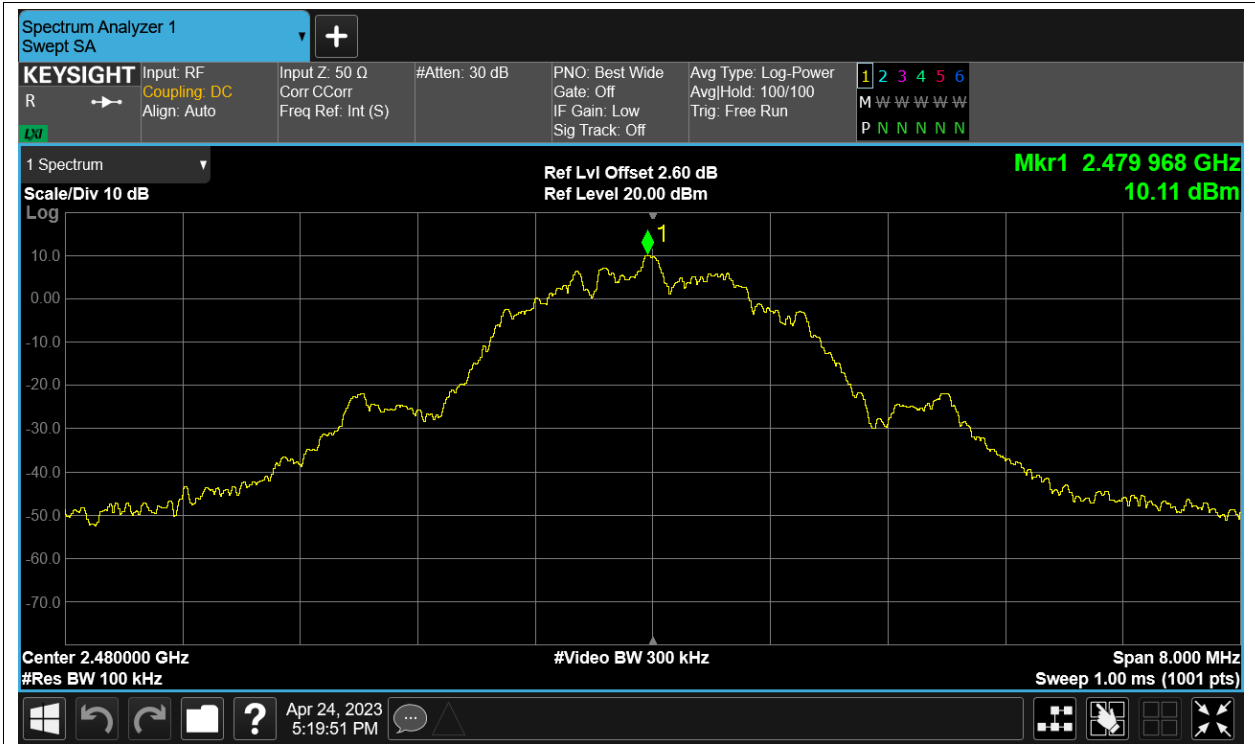 Spectrum Analyzer 1
Swept SA
KEYSIGHT
R
LXI
Input: RF
Coupling: DC
Align: Auto
Input Z: 50 Ω
Corr CCorr
Freq Ref: Int (S)
#Atten: 30 dB
PNO: Best Wide
Gate: Off
IF Gain: Low
Sig Track: Off
Avg Type: Log-Power
Avg|Hold: 100/100
Trig: Free Run
1 2 3 4 5 6
M W W W W W
P N N N N N
1 Spectrum
Scale/Div 10 dB
Log
Ref Lvl Offset 2.60 dB
Ref Level 20.00 dBm
Mkr1 2.479 968 GHz
10.11 dBm
1
10.0
0.00
-10.0
-20.0
-30.0
-40.0
-50.0
-60.0
-70.0
Center 2.480000 GHz
#Res BW 100 kHz
#Video BW 300 kHz
Span 8.000 MHz
Sweep 1.00 ms (1001 pts)
?
Apr 24, 2023
5:19:51 PM